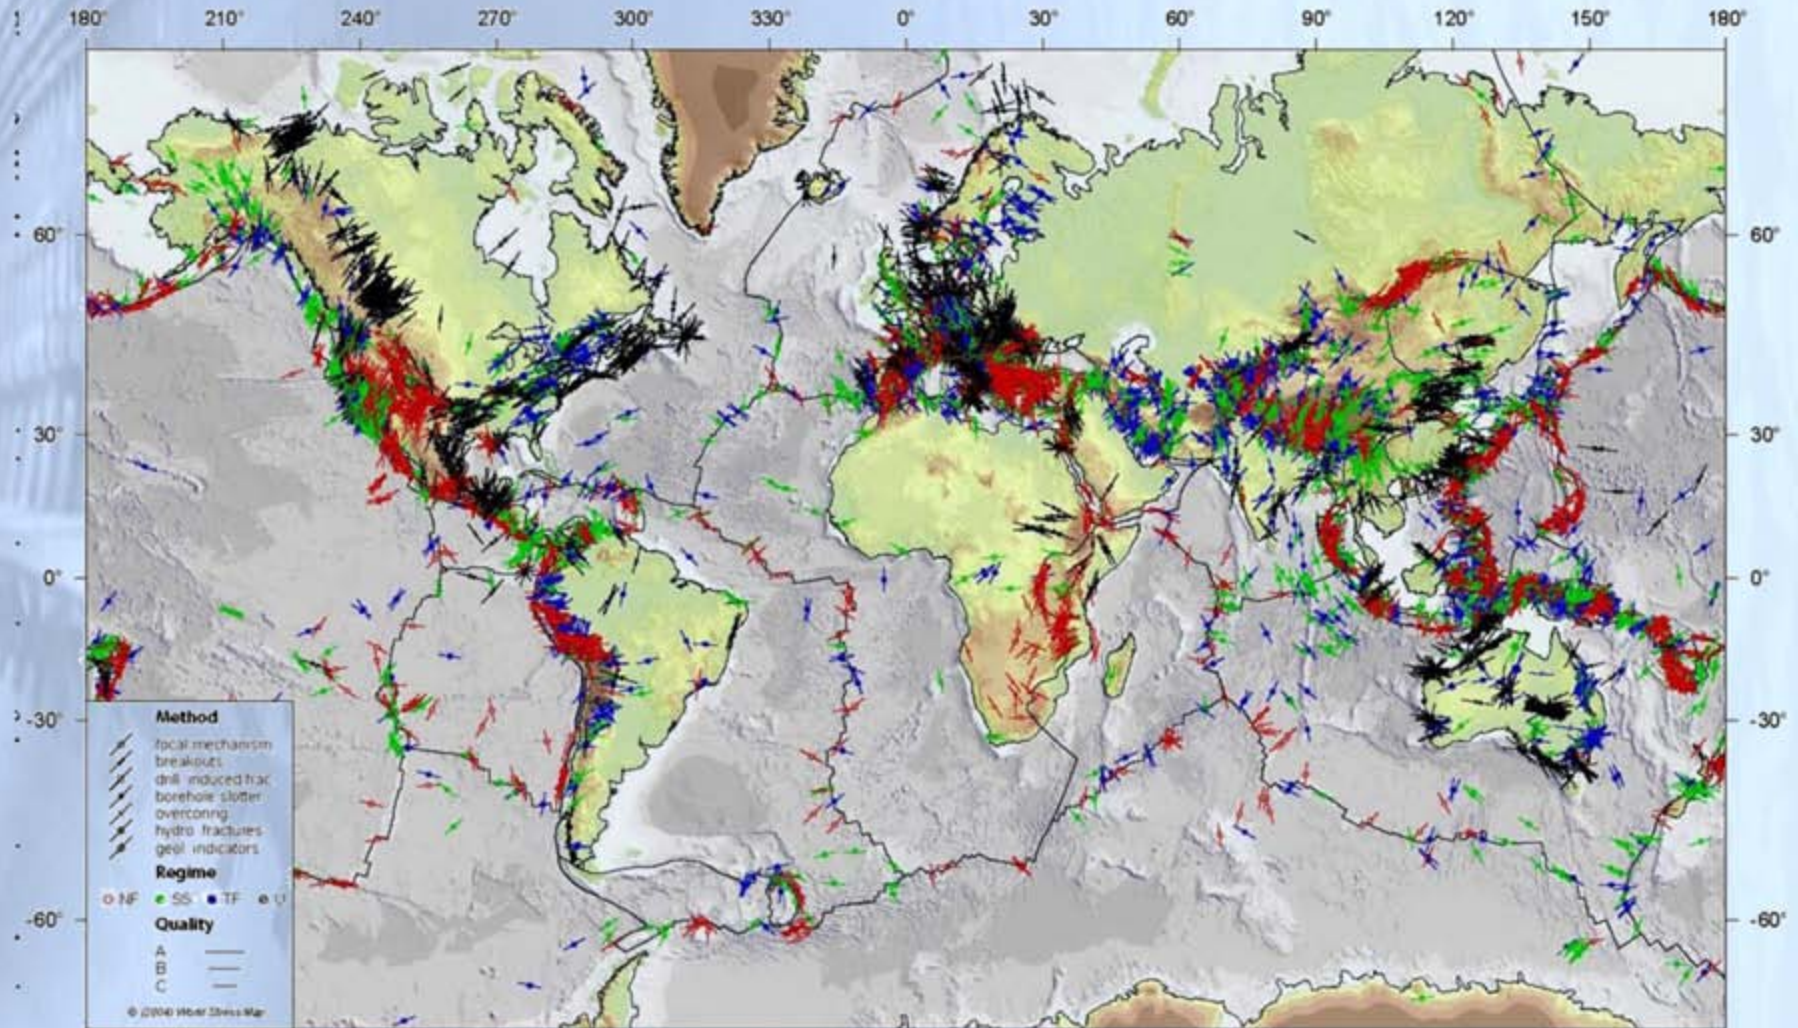 180° 210° 240° 270° 300° 330° 0° 30° 60° 90° 120° 150° 180°
60° 60°
30° 30°
0° 0°
-30° -30°
-60° -60°
Method
focal mechanism
breakouts
drill induced frac
borehole slotter
overcoring
hydro fractures
geol indicators
Regime
NF SS TF U
Quality
A
B
C
© (2004) World Stress Map